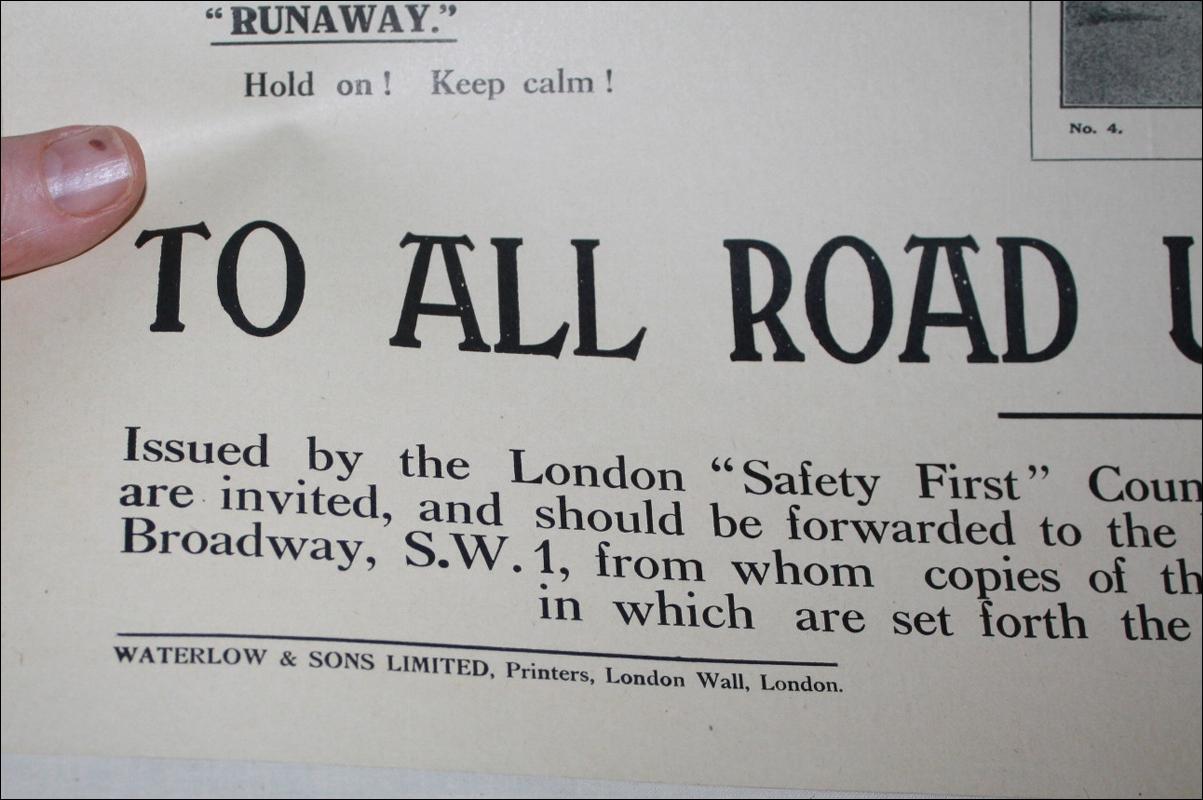 “RUNAWAY.”
Hold on! Keep calm!
No. 4.
TO ALL ROAD
Issued by the London “Safety First”
are invited, and should be forwarded to the
Broadway, S.W.1, from whom copies of
in which are set forth the
WATERLOW & SONS LIMITED, Printers, London Wall, London.